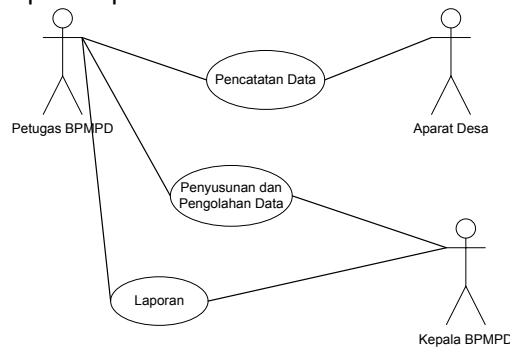 Pencatatan Data
Petugas BPMPD
Aparat Desa
Penyusunan dan
Pengolahan Data
Laporan
Kepala BPMPD